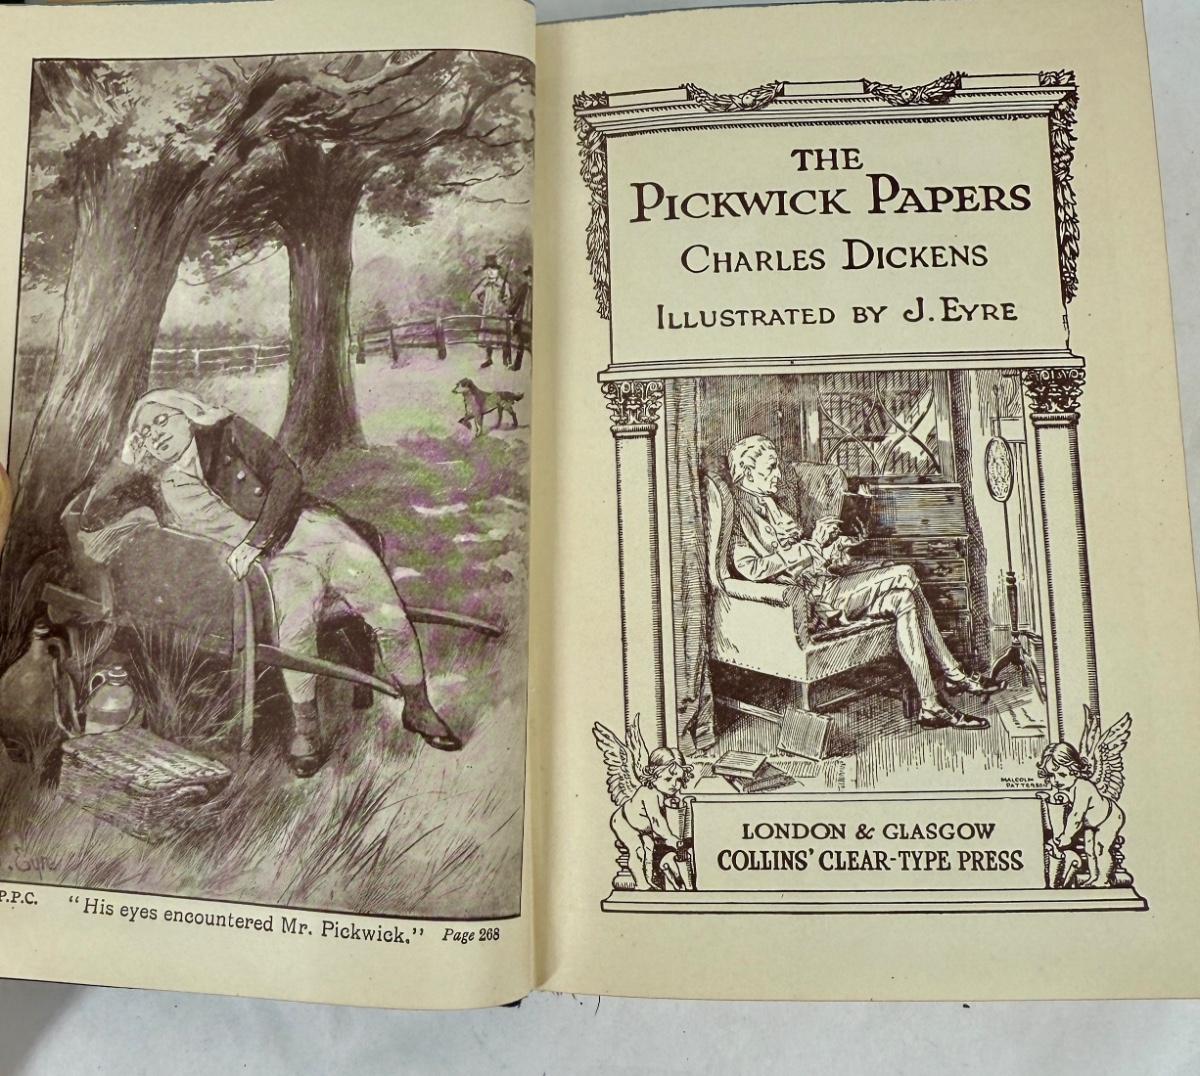 J. Eyre
P.P.C. "His eyes encountered Mr. Pickwick." Page 268
THE
PICKWICK PAPERS
CHARLES DICKENS
ILLUSTRATED BY J. EYRE
MALCOLM
PATTERSON
LONDON & GLASGOW
COLLINS' CLEAR-TYPE PRESS